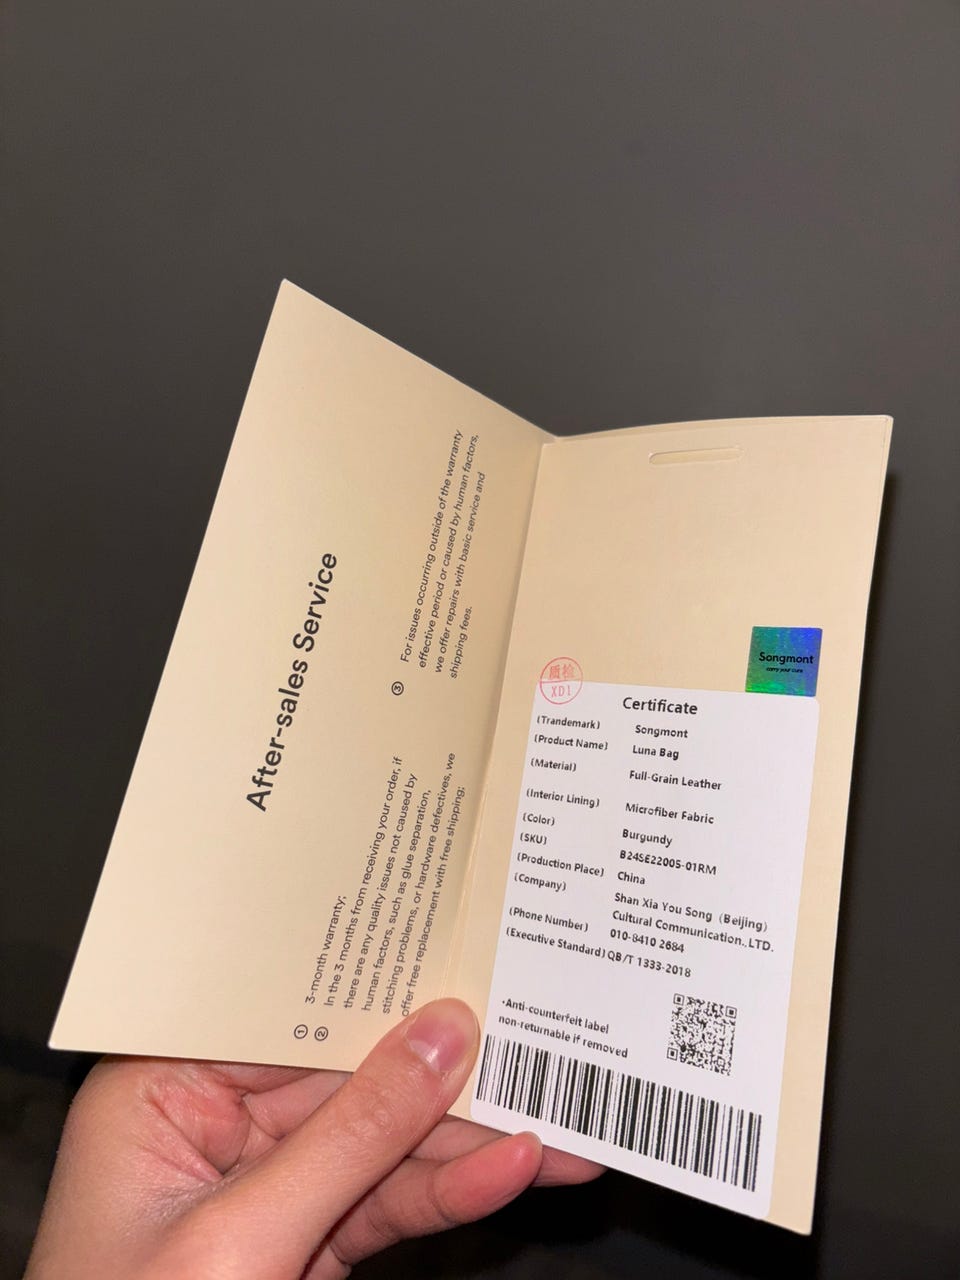 After-sales Service
① 3-month warranty;
② In the 3 months from receiving your order, if
there are any quality issues not caused by
human factors, such as glue separation,
stitching problems, or hardware defectives, we
offer free replacement with free shipping;
③ For issues occurring outside of the warranty
effective period or caused by human factors,
we offer repairs with basic service and
shipping fees.
Songmont
carry your cura
质检
XD1
Certificate
(Trandemark) Songmont
(Product Name) Luna Bag
(Material) Full-Grain Leather
(Interior Lining) Microfiber Fabric
(Color) Burgundy
(SKU) B24SE22005-01RM
(Production Place) China
(Company) Shan Xia You Song (Beijing)
Cultural Communication.,LTD.
(Phone Number) 010-8410 2684
(Executive Standard) QB/T 1333-2018
·Anti-counterfeit label
non-returnable if removed